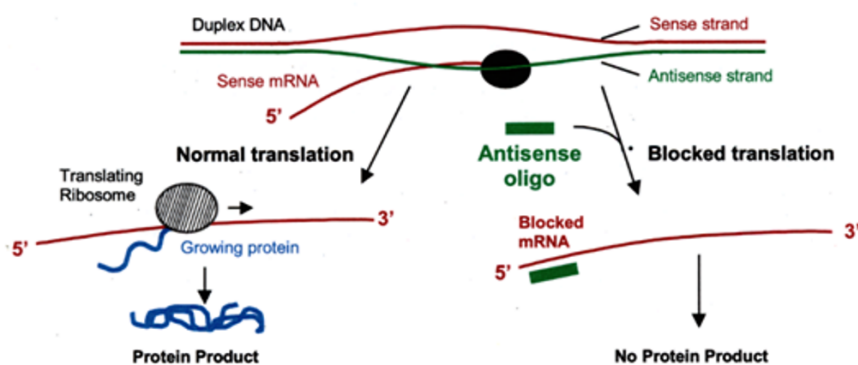 Duplex DNA
Sense strand
Sense mRNA
Antisense strand
5'
Normal translation
Antisense
oligo
Blocked translation
Translating
Ribosome
5'
3'
Growing protein
Protein Product
Blocked
mRNA
5'
3'
No Protein Product